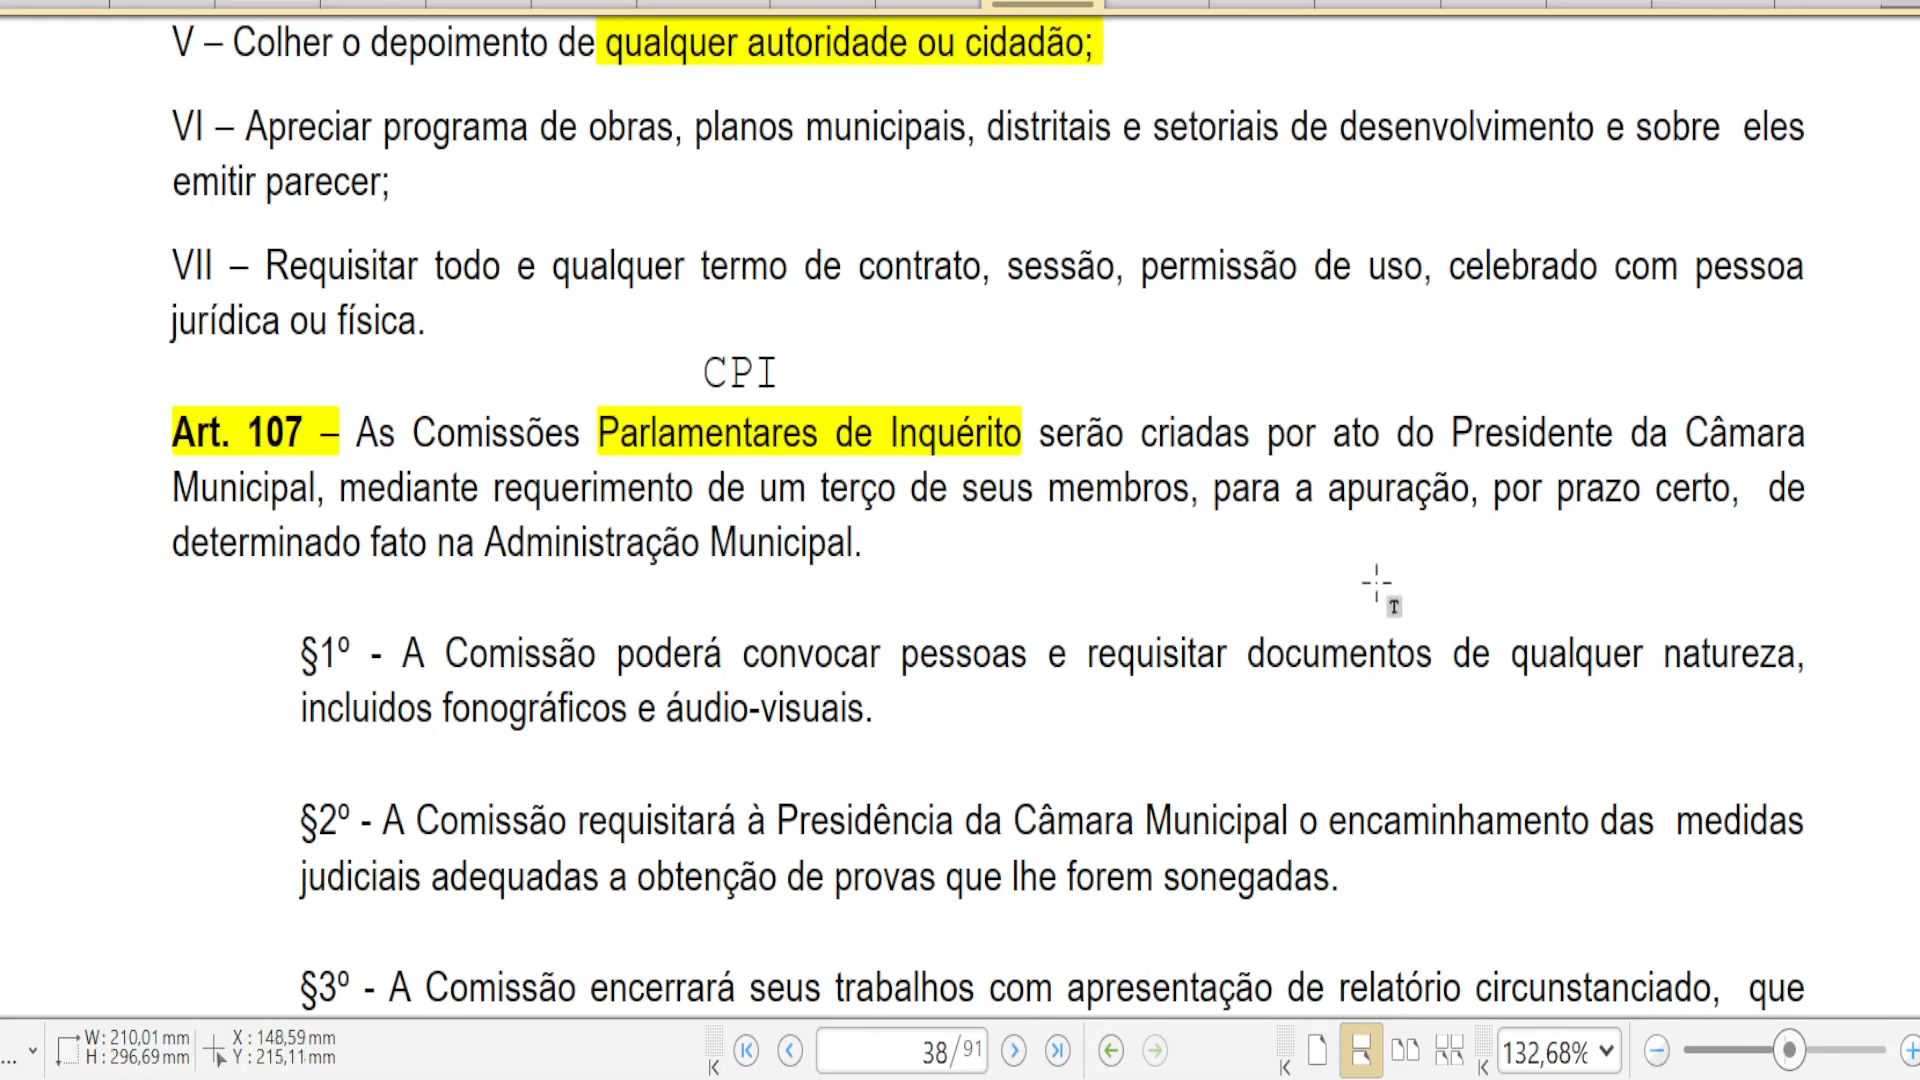 V – Colher o depoimento de qualquer autoridade ou cidadão;
VI – Apreciar programa de obras, planos municipais, distritais e setoriais de desenvolvimento e sobre eles
emitir parecer;
VII – Requisitar todo e qualquer termo de contrato, sessão, permissão de uso, celebrado com pessoa
jurídica ou física.
CPI
Art. 107 – As Comissões Parlamentares de Inquérito serão criadas por ato do Presidente da Câmara
Municipal, mediante requerimento de um terço de seus membros, para a apuração, por prazo certo, de
determinado fato na Administração Municipal.
§1º - A Comissão poderá convocar pessoas e requisitar documentos de qualquer natureza,
incluidos fonográficos e áudio-visuais.
§2º - A Comissão requisitará à Presidência da Câmara Municipal o encaminhamento das medidas
judiciais adequadas a obtenção de provas que lhe forem sonegadas.
§3º - A Comissão encerrará seus trabalhos com apresentação de relatório circunstanciado, que
... W: 210,01 mm X : 148,59 mm 38 / 91 132,68%
H : 296,69 mm Y : 215,11 mm